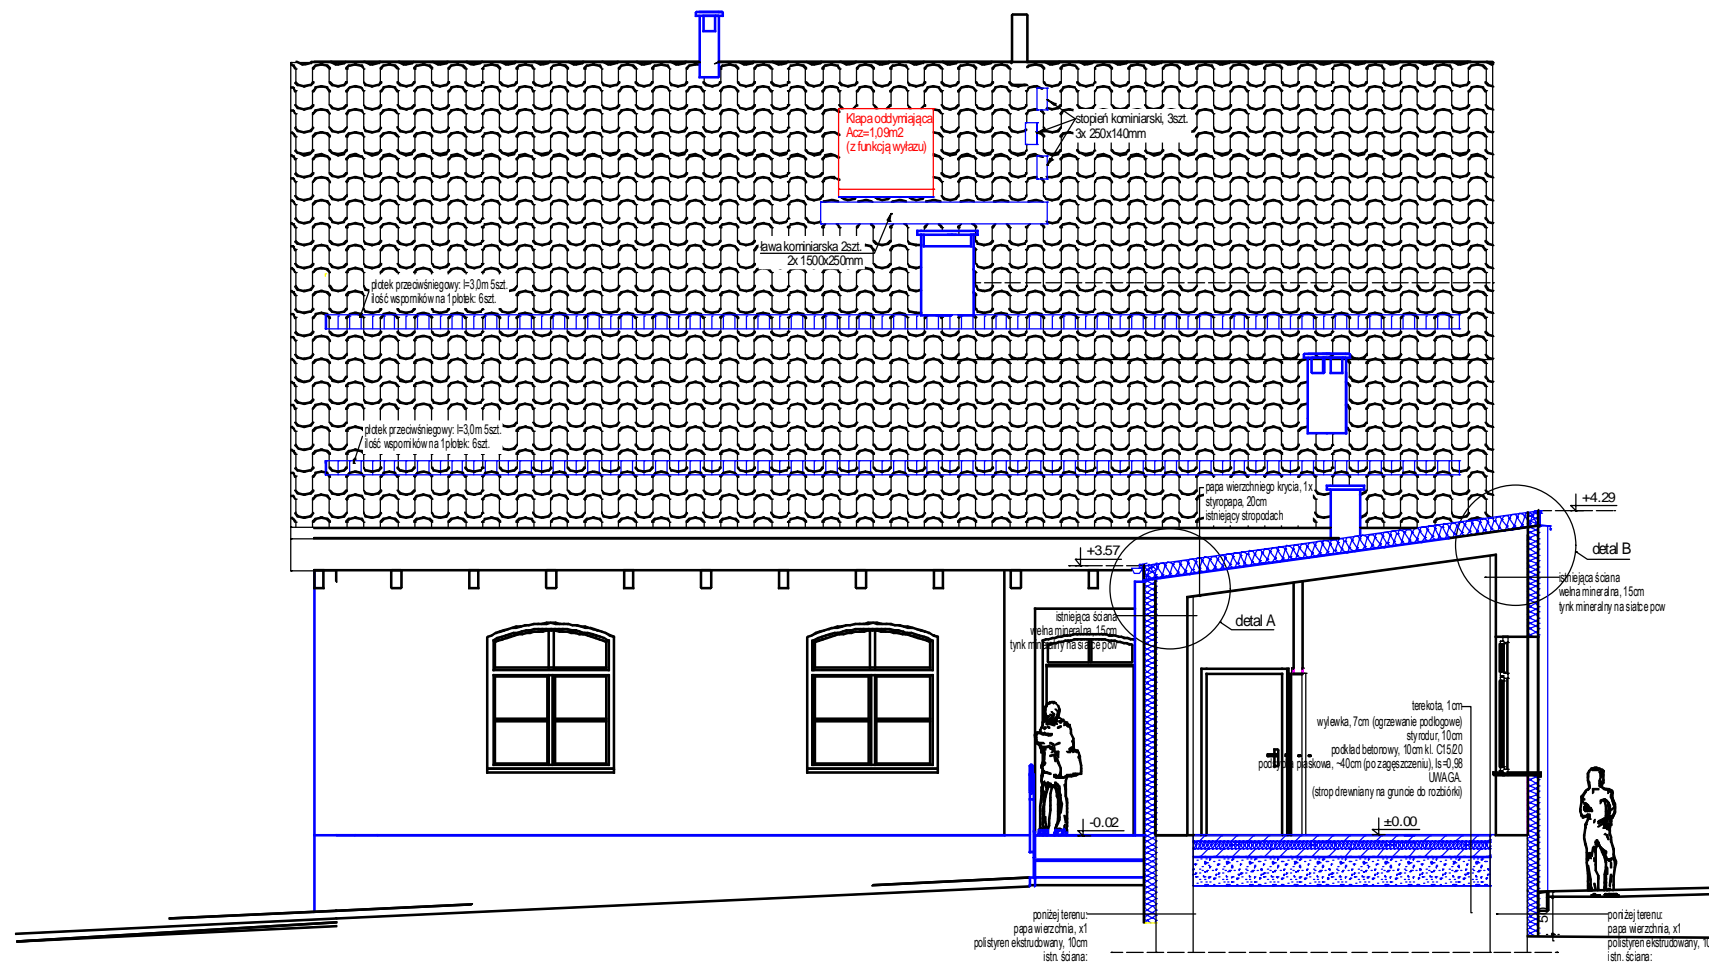 Klapa oddymiająca
Acz=1,09m2
(z funkcją wyłazu)
stopień kominiarski, 3szt.
3x 250x140mm
ława kominiarska 2szt.
2x 1500x250mm
płotek przeciwśniegowy: l=3,0m 5szt.
ilość wsporników na 1 płotek: 6szt.
płotek przeciwśniegowy: l=3,0m 5szt.
ilość wsporników na 1 płotek: 6szt.
papa wierzchniego krycia, 1x
styropapa, 20cm
istniejący stropodach
+4.29
+3.57
detal B
istniejąca ściana
wełna mineralna, 15cm
tynk mineralny na siatce pcw
istniejąca ściana
wełna mineralna, 15cm
tynk mineralny na siatce pcw
detal A
terekota, 1cm
wylewka, 7cm (ogrzewanie podłogowe)
styrodur, 10cm
podkład betonowy, 10cm kl. C15/20
podsypka piaskowa, ~40cm (po zagęszczeniu), Is=0,98
UWAGA.
(strop drewniany na gruncie do rozbiórki)
-0.02
±0.00
poniżej terenu:
papa wierzchnia, x1
polistyren ekstrudowany, 10cm
istn. ściana:
50
poniżej terenu:
papa wierzchnia, x1
polistyren ekstrudowany, 10
istn. ściana: